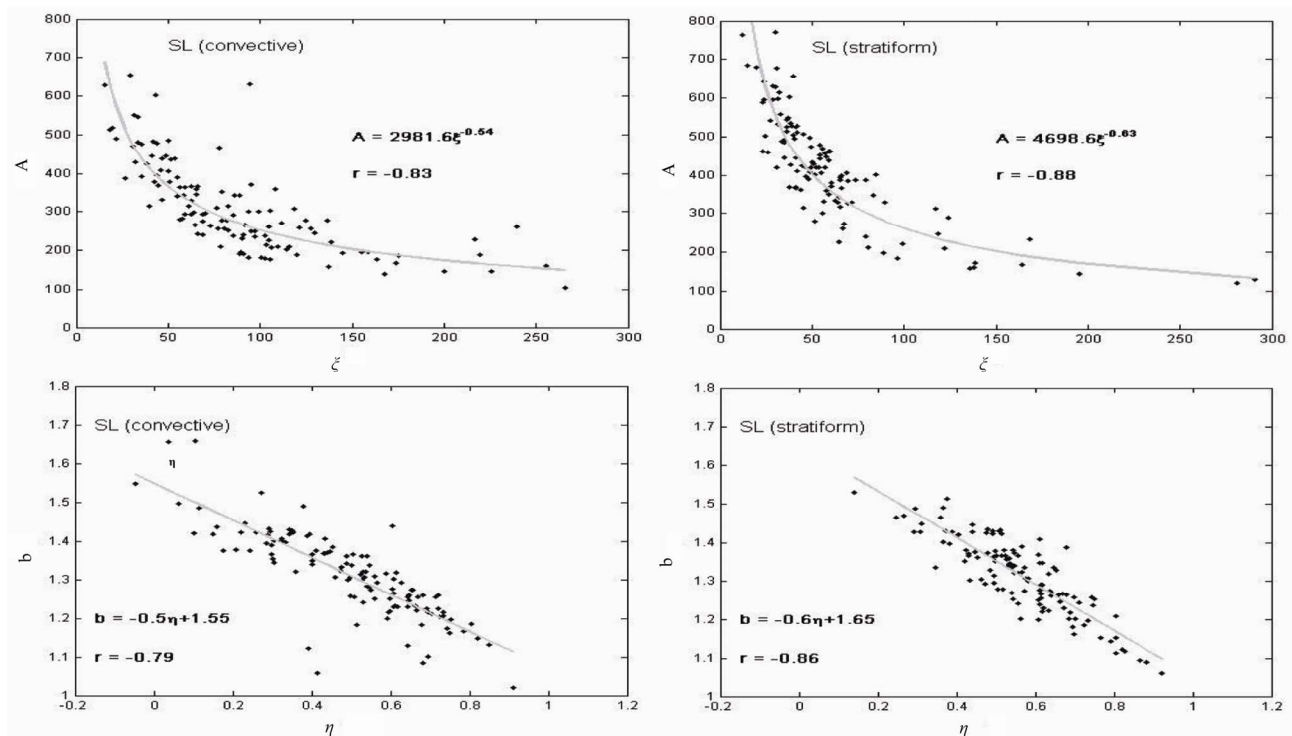 800
700
600
500
400
300
200
100
0
A
SL (convective)
A = 2981.6ξ^-0.54
r = -0.83
0 50 100 150 200 250 300
ξ
800
700
600
500
400
300
200
100
0
A
SL (stratiform)
A = 4698.6ξ^-0.63
r = -0.88
0 50 100 150 200 250 300
ξ
1.8
1.7
1.6
1.5
1.4
1.3
1.2
1.1
1
b
SL (convective)
η
b = -0.5η+1.55
r = -0.79
-0.2 0 0.2 0.4 0.6 0.8 1 1.2
η
1.8
1.7
1.6
1.5
1.4
1.3
1.2
1.1
1
b
SL (stratiform)
b = -0.6η+1.65
r = -0.86
-0.2 0 0.2 0.4 0.6 0.8 1 1.2
η